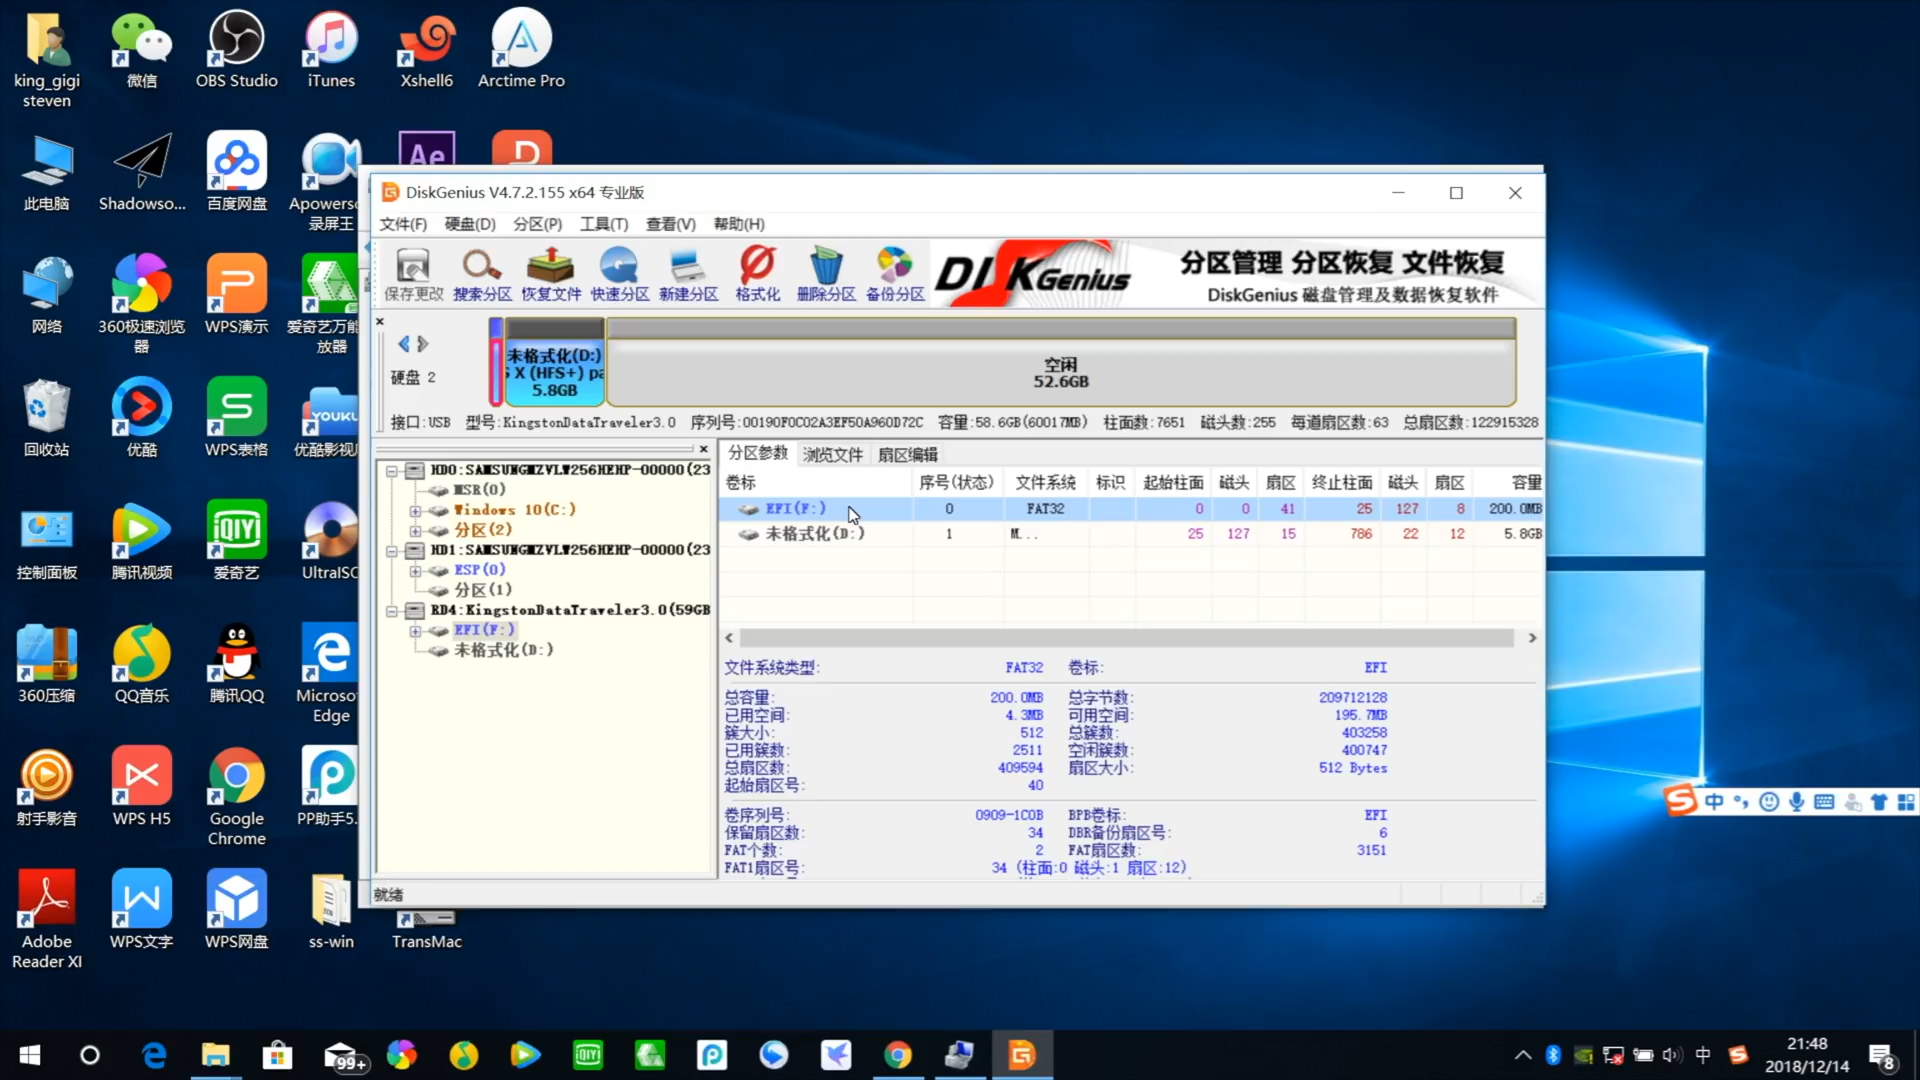 king_gigi
steven
微信
OBS Studio
iTunes
Xshell6
Arctime Pro
此电脑
Shadowso...
百度网盘
Apowerso
录屏王
Ae
网络
360极速浏览
器
WPS演示
爱奇艺万能
放器
回收站
优酷
WPS表格
YOUKU
优酷影视
控制面板
腾讯视频
iQIYI
爱奇艺
UltraISO
360压缩
QQ音乐
腾讯QQ
Microso
Edge
射手影音
WPS H5
Google
Chrome
PP助手5.
Adobe
Reader XI
WPS文字
WPS网盘
ss-win
TransMac
DiskGenius V4.7.2.155 x64 专业版
文件(F) 硬盘(D) 分区(P) 工具(T) 查看(V) 帮助(H)
保存更改 搜索分区 恢复文件 快速分区 新建分区 格式化 删除分区 备份分区
DISKGenius
分区管理 分区恢复 文件恢复
DiskGenius 磁盘管理及数据恢复软件
硬盘 2
未格式化(D:)
S X (HFS+) pa
5.8GB
空闲
52.6GB
接口:USB 型号:KingstonDataTraveler3.0 序列号:00190F0C02A3EF50A960D72C 容量:58.6GB(60017MB) 柱面数:7651 磁头数:255 每道扇区数:63 总扇区数:122915328
HD0:SAMSUNGMZVLW256HEHP-00000(23
MSR(0)
Windows 10(C:)
分区(2)
HD1:SAMSUNGMZVLW256HEHP-00000(23
ESP(0)
分区(1)
RD4:KingstonDataTraveler3.0(59GB
EFI(F:)
未格式化(D:)
分区参数 浏览文件 扇区编辑
卷标 序号(状态) 文件系统 标识 起始柱面 磁头 扇区 终止柱面 磁头 扇区 容量
EFI(F:) 0 FAT32 0 0 41 25 127 8 200.0MB
未格式化(D:) 1 M... 25 127 15 786 22 12 5.8GB
文件系统类型: FAT32 卷标: EFI
总容量: 200.0MB 总字节数: 209712128
已用空间: 4.3MB 可用空间: 195.7MB
簇大小: 512 总簇数: 403258
已用簇数: 2511 空闲簇数: 400747
总扇区数: 409594 扇区大小: 512 Bytes
起始扇区号: 40
卷序列号: 0909-1C0B BPB卷标: EFI
保留扇区数: 34 DBR备份扇区号: 6
FAT个数: 2 FAT扇区数: 3151
FAT1扇区号: 34 (柱面:0 磁头:1 扇区:12)
就绪
中
99+
iQIYI
中
21:48
2018/12/14
8